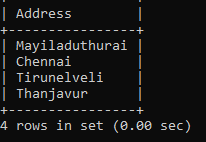 | Address        |
+----------------+
| Mayiladuthurai |
| Chennai        |
| Tirunelveli    |
| Thanjavur      |
+----------------+
4 rows in set (0.00 sec)